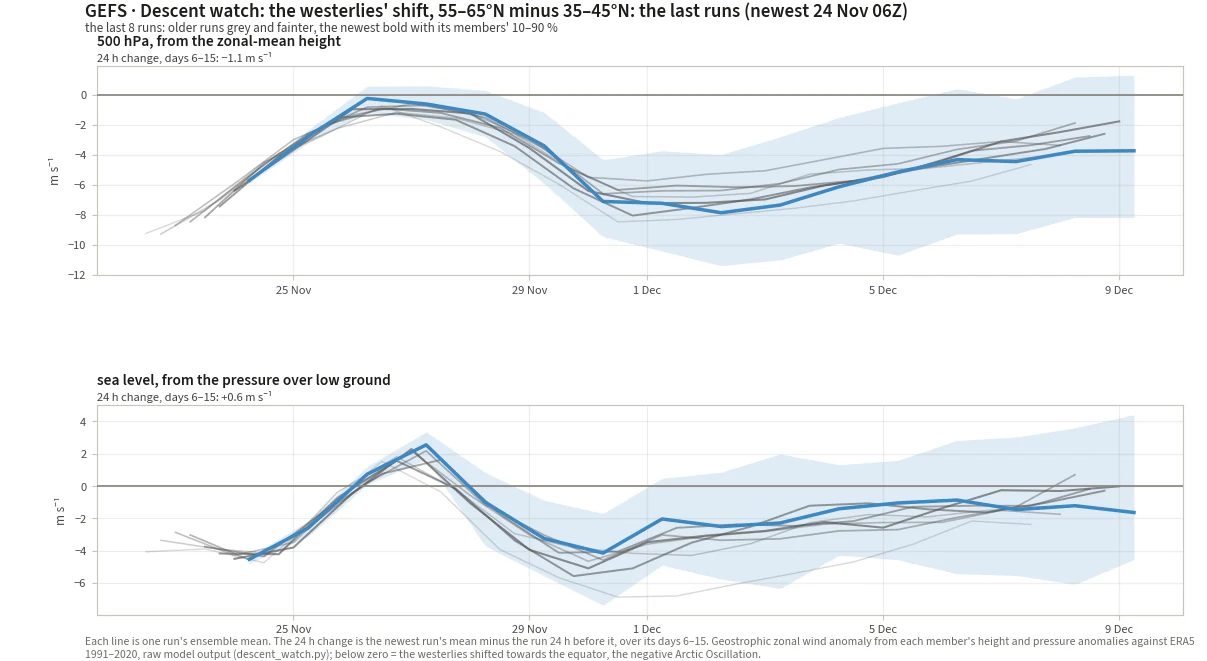 GEFS · Descent watch: the westerlies' shift, 55–65°N minus 35–45°N: the last runs (newest 24 Nov 06Z)
the last 8 runs: older runs grey and fainter, the newest bold with its members' 10–90 %
500 hPa, from the zonal-mean height
24 h change, days 6–15: −1.1 m s⁻¹
0
−2
−4
−6
−8
−10
−12
m s⁻¹
25 Nov
29 Nov
1 Dec
5 Dec
9 Dec
sea level, from the pressure over low ground
24 h change, days 6–15: +0.6 m s⁻¹
4
2
0
−2
−4
−6
m s⁻¹
25 Nov
29 Nov
1 Dec
5 Dec
9 Dec
Each line is one run's ensemble mean. The 24 h change is the newest run's mean minus the run 24 h before it, over its days 6–15. Geostrophic zonal wind anomaly from each member's height and pressure anomalies against ERA5
1991–2020, raw model output (descent_watch.py); below zero = the westerlies shifted towards the equator, the negative Arctic Oscillation.